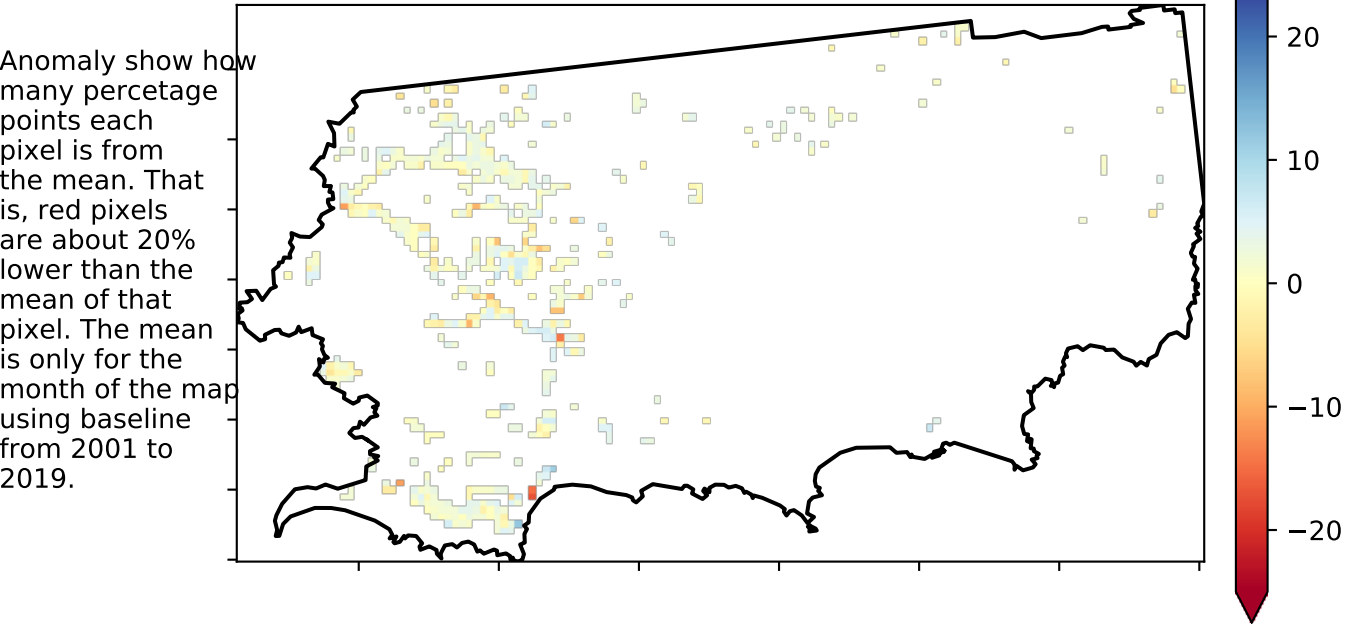 Anomaly show how
many percetage
points each
pixel is from
the mean. That
is, red pixels
are about 20%
lower than the
mean of that
pixel. The mean
is only for the
month of the map
using baseline
from 2001 to
2019.
20
10
0
−10
−20